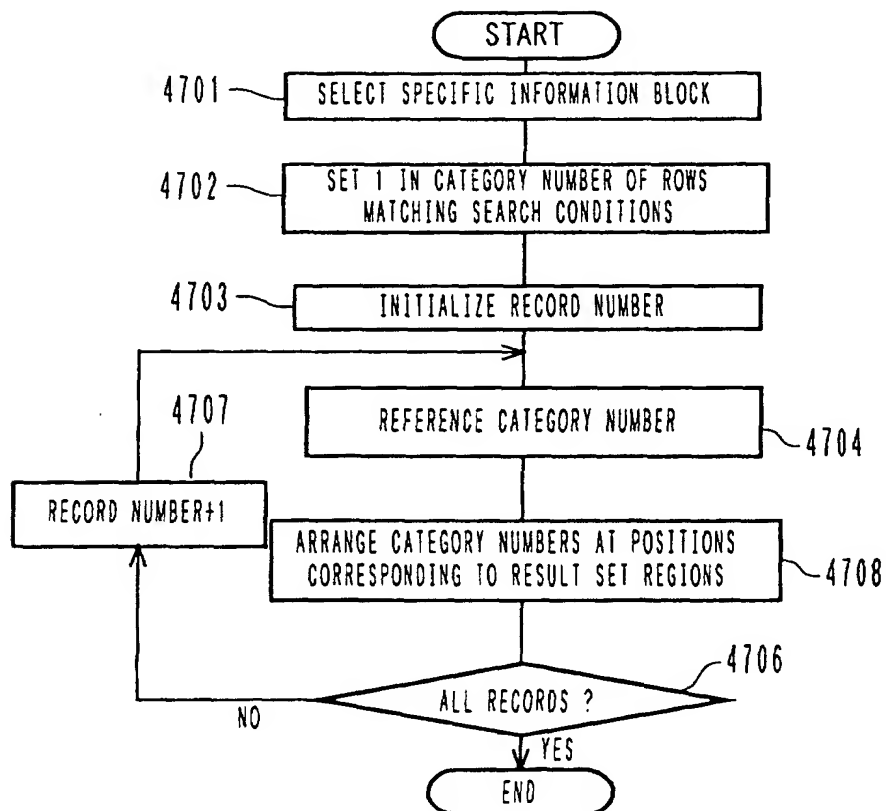 START
4701
SELECT SPECIFIC INFORMATION BLOCK
4702
SET 1 IN CATEGORY NUMBER OF ROWS
MATCHING SEARCH CONDITIONS
4703
INITIALIZE RECORD NUMBER
4707
REFERENCE CATEGORY NUMBER
4704
RECORD NUMBER+1
ARRANGE CATEGORY NUMBERS AT POSITIONS
CORRESPONDING TO RESULT SET REGIONS
4708
4706
ALL RECORDS ?
NO
YES
END